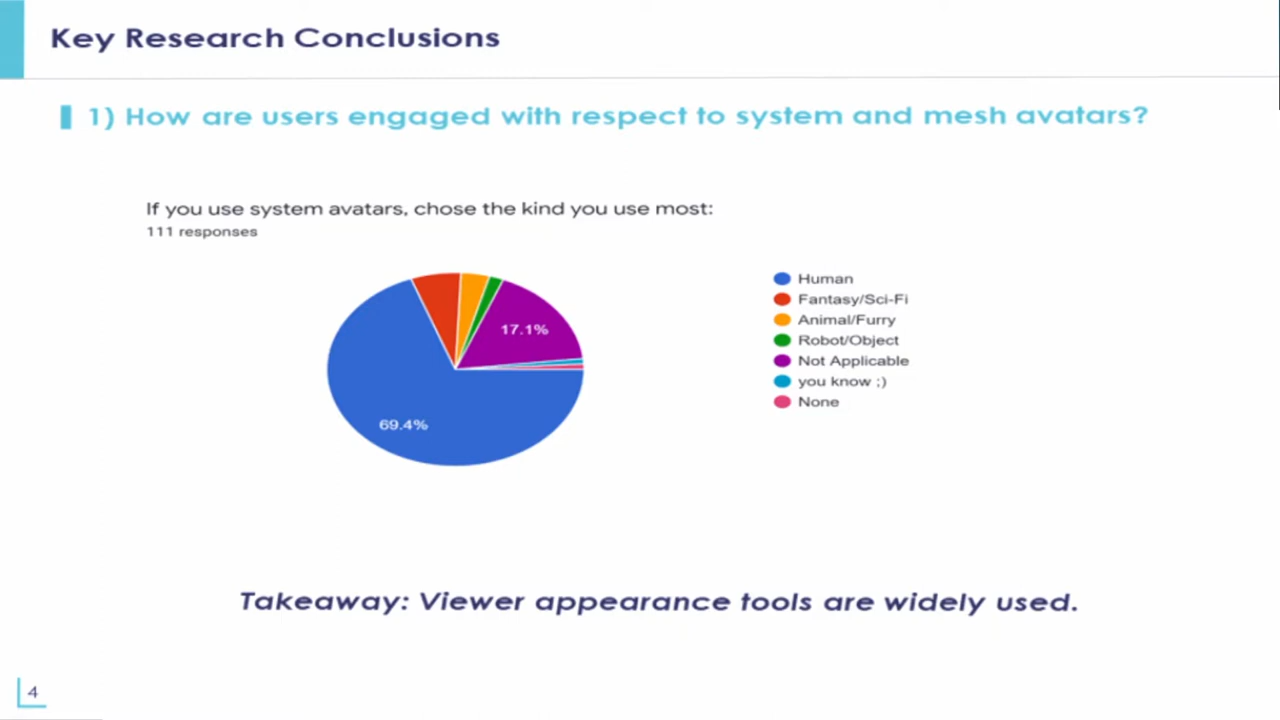 Key Research Conclusions
1) How are users engaged with respect to system and mesh avatars?
If you use system avatars, chose the kind you use most:
111 responses
17.1%
69.4%
Human
Fantasy/Sci-Fi
Animal/Furry
Robot/Object
Not Applicable
you know ;)
None
Takeaway: Viewer appearance tools are widely used.
4